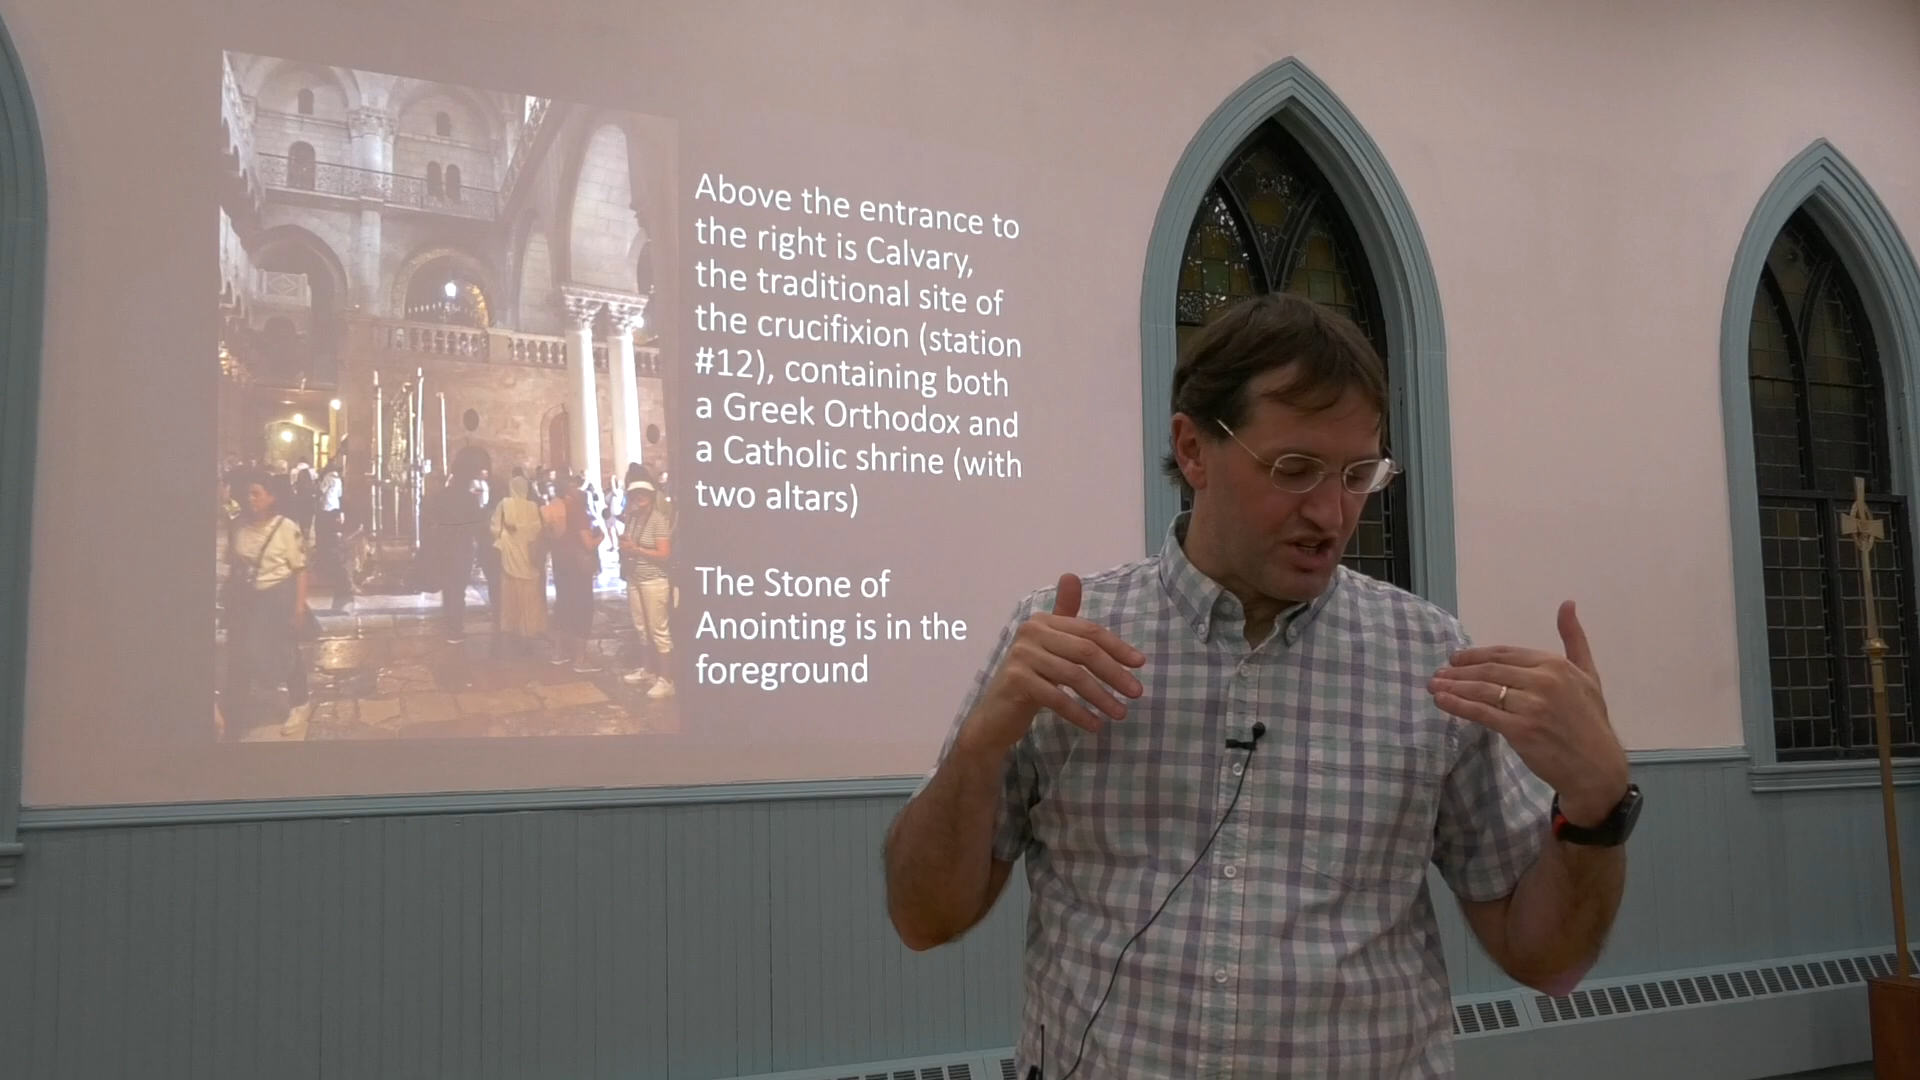 Above the entrance to
the right is Calvary,
the traditional site of
the crucifixion (station
#12), containing both
a Greek Orthodox and
a Catholic shrine (with
two altars)
The Stone of
Anointing is in the
foreground